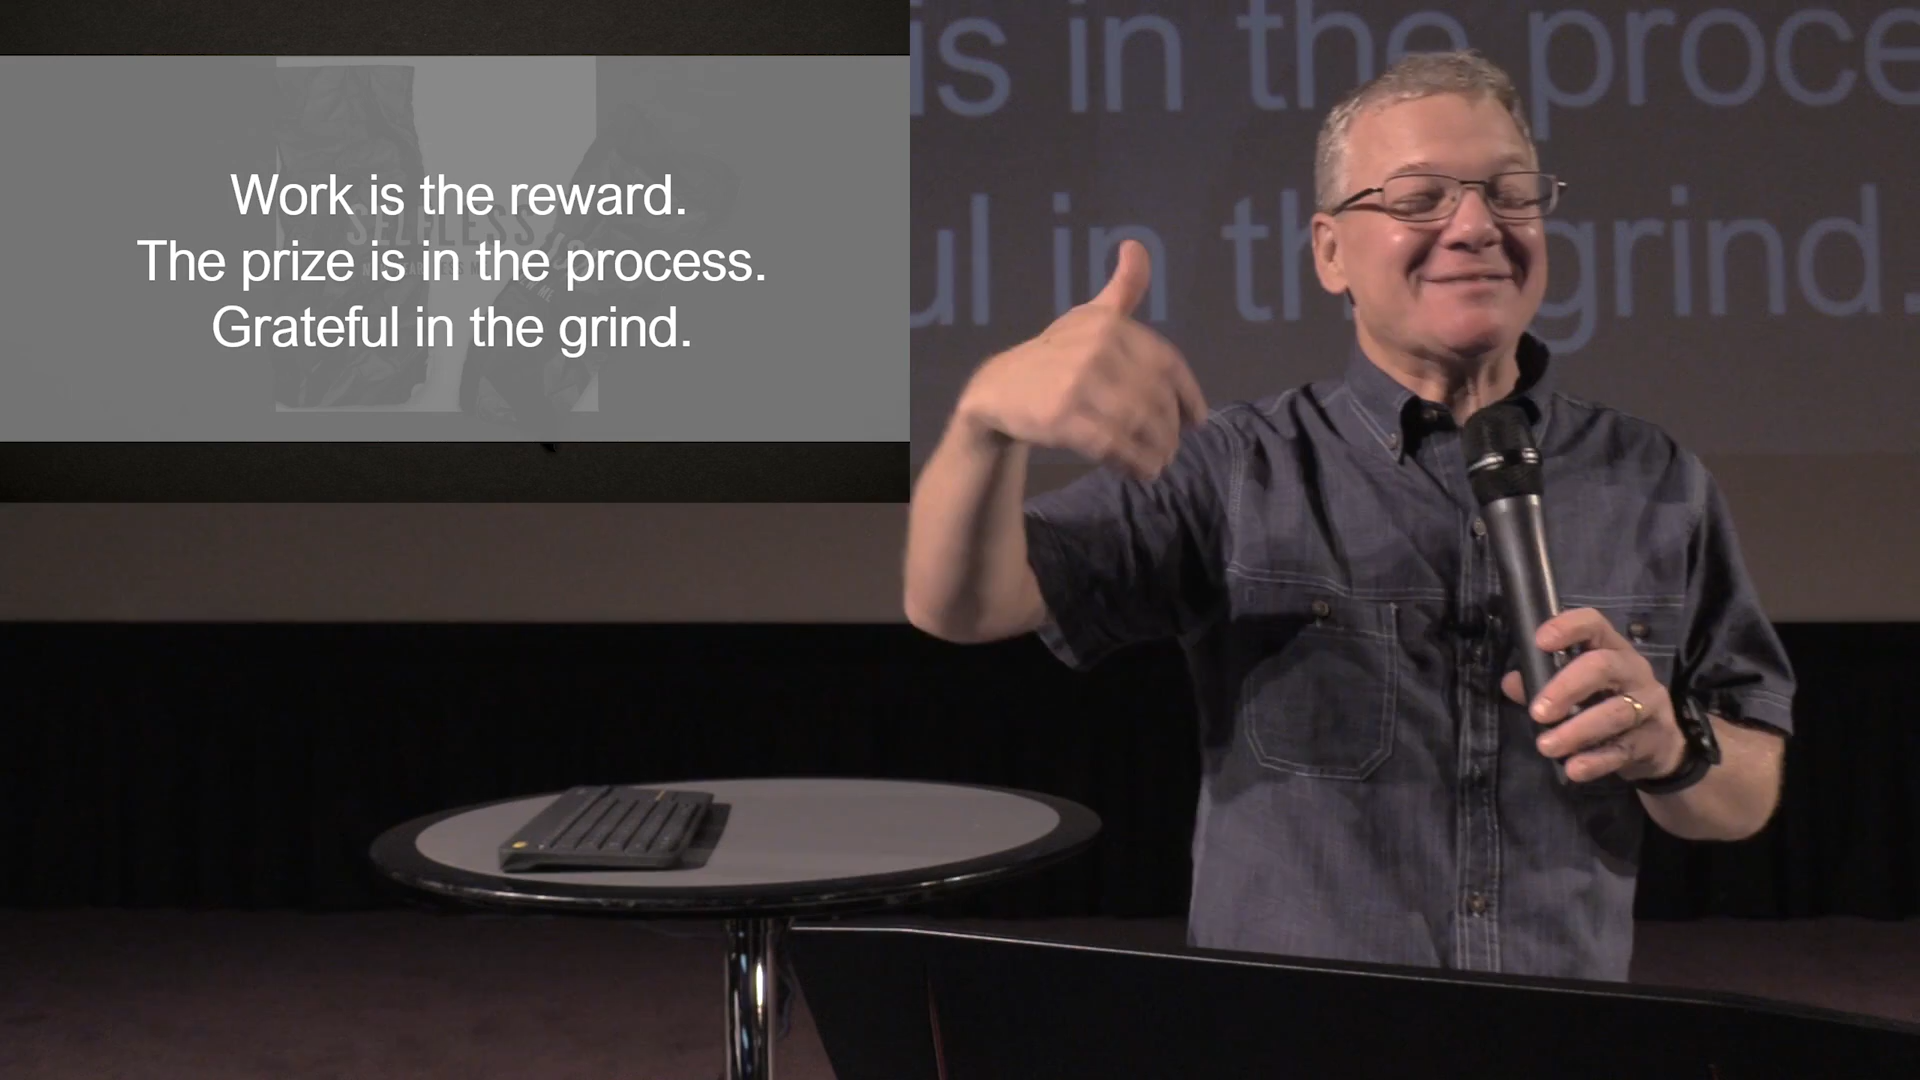 Work is the reward.
The prize is in the process.
Grateful in the grind.
SELFLESS
is in the proce
ul in th grind.